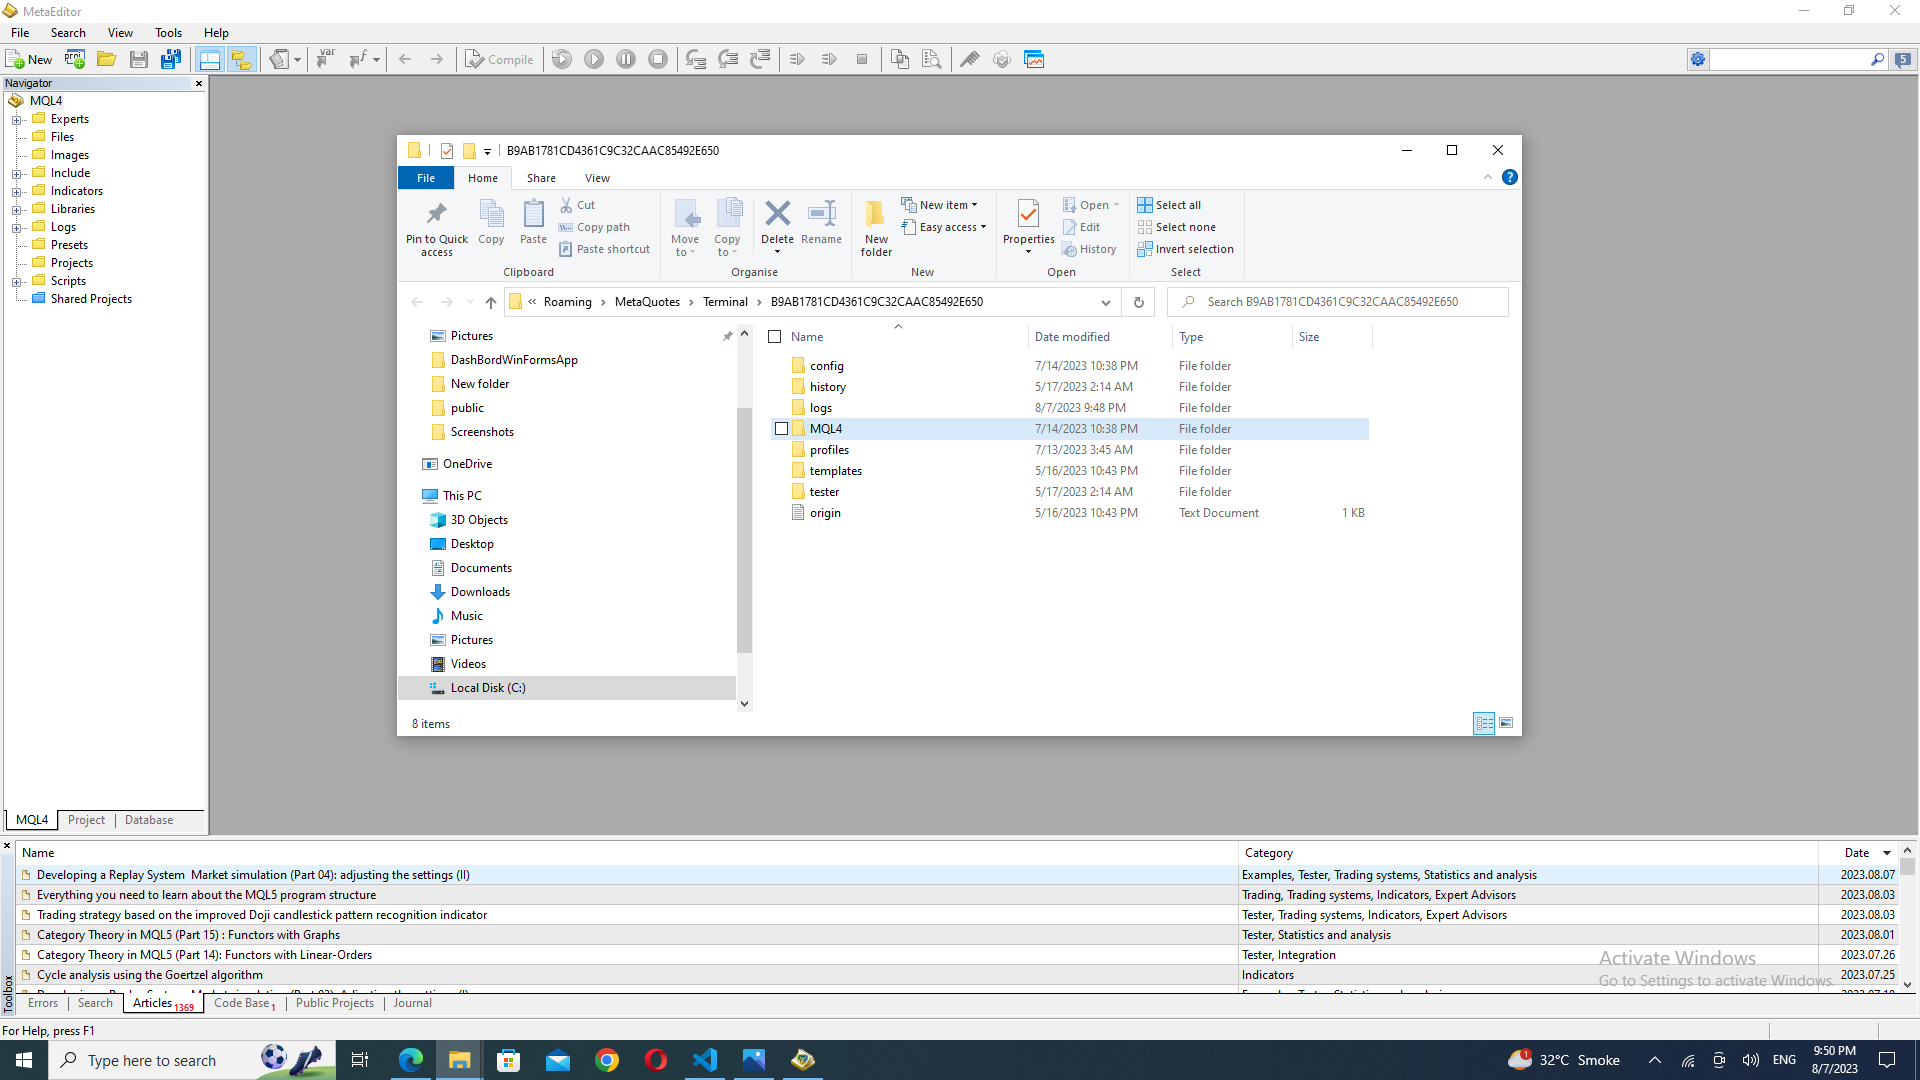 MetaEditor
File Search View Tools Help
New Compile
Navigator
MQL4
Experts
Files
Images
Include
Indicators
Libraries
Logs
Presets
Projects
Scripts
Shared Projects
MQL4 Project Database
B9AB1781CD4361C9C32CAAC85492E650
File Home Share View
Pin to Quick access
Copy
Paste
Cut
Copy path
Paste shortcut
Clipboard
Move to
Copy to
Delete
Rename
Organise
New folder
New item
Easy access
New
Properties
Open
Edit
History
Open
Select all
Select none
Invert selection
Select
« Roaming › MetaQuotes › Terminal › B9AB1781CD4361C9C32CAAC85492E650
Search B9AB1781CD4361C9C32CAAC85492E650
Pictures
DashBordWinFormsApp
New folder
public
Screenshots
OneDrive
This PC
3D Objects
Desktop
Documents
Downloads
Music
Pictures
Videos
Local Disk (C:)
Name Date modified Type Size
config 7/14/2023 10:38 PM File folder
history 5/17/2023 2:14 AM File folder
logs 8/7/2023 9:48 PM File folder
MQL4 7/14/2023 10:38 PM File folder
profiles 7/13/2023 3:45 AM File folder
templates 5/16/2023 10:43 PM File folder
tester 5/17/2023 2:14 AM File folder
origin 5/16/2023 10:43 PM Text Document 1 KB
8 items
Toolbox
Name Category Date
Developing a Replay System Market simulation (Part 04): adjusting the settings (II) Examples, Tester, Trading systems, Statistics and analysis 2023.08.07
Everything you need to learn about the MQL5 program structure Trading, Trading systems, Indicators, Expert Advisors 2023.08.03
Trading strategy based on the improved Doji candlestick pattern recognition indicator Tester, Trading systems, Indicators, Expert Advisors 2023.08.03
Category Theory in MQL5 (Part 15) : Functors with Graphs Tester, Statistics and analysis 2023.08.01
Category Theory in MQL5 (Part 14): Functors with Linear-Orders Tester, Integration 2023.07.26
Cycle analysis using the Goertzel algorithm Indicators 2023.07.25
Activate Windows
Go to Settings to activate Windows.
Errors Search Articles 1369 Code Base 1 Public Projects Journal
For Help, press F1
Type here to search
1
32°C Smoke
ENG
9:50 PM
8/7/2023
5